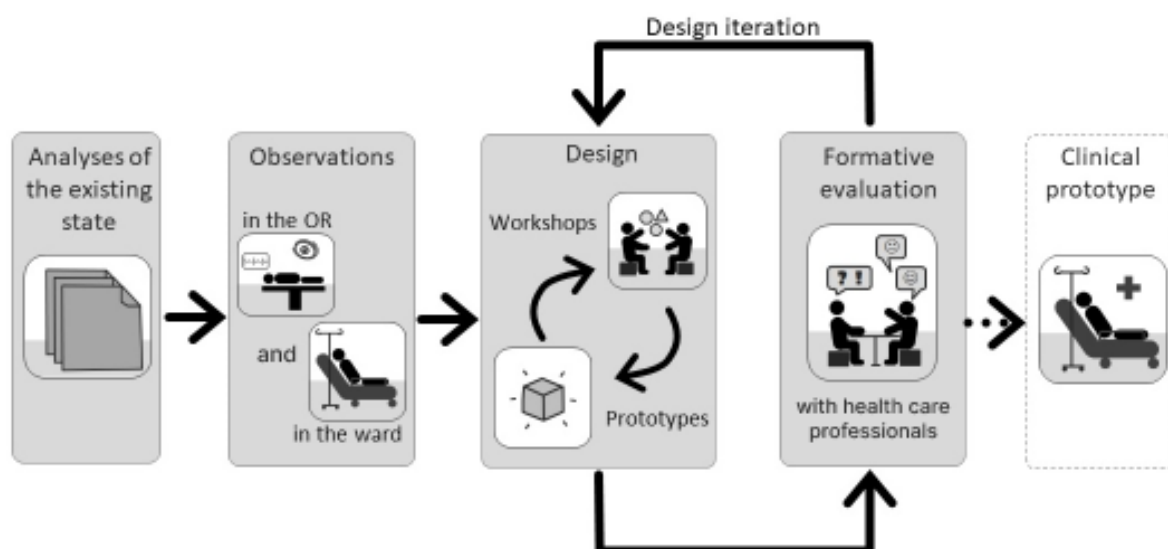 Design iteration
Analyses of
the existing
state
Observations
in the OR
and
in the ward
Design
Workshops
Prototypes
Formative
evaluation
? !
with health care
professionals
Clinical
prototype